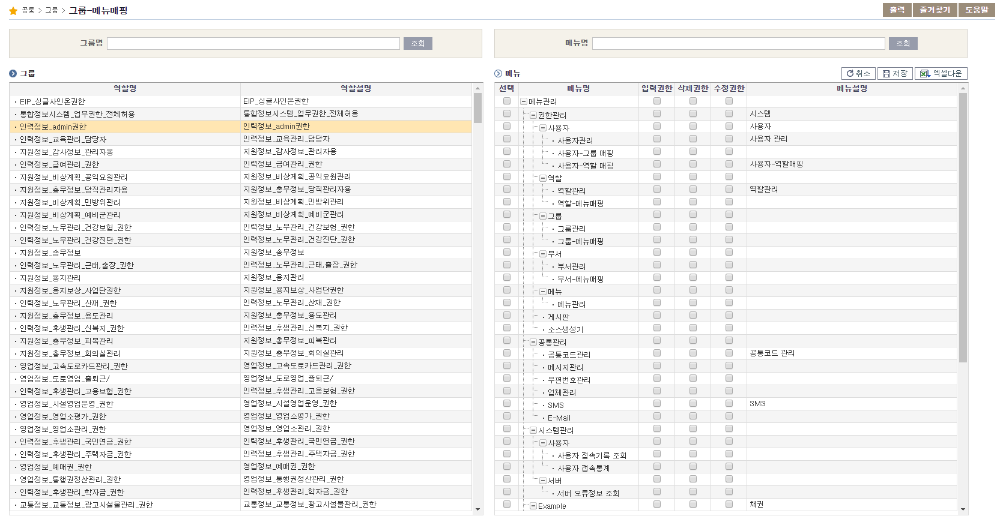 공통 > 그룹 > 그룹-메뉴매핑
출력 즐겨찾기 도움말
그룹명 조회
메뉴명 조회
그룹
역할명 역할설명
EIP_싱글사인온권한 EIP_싱글사인온권한
통합정보시스템_업무권한_전체허용 통합정보시스템_업무권한_전체허용
인력정보_admin권한 인력정보_admin권한
인력정보_교육관리_담당자 인력정보_교육관리_담당자
지원정보_감사정보_관리자용 지원정보_감사정보_관리자용
인력정보_급여관리_권한 인력정보_급여관리_권한
지원정보_비상계획_공익요원관리 지원정보_비상계획_공익요원관리
지원정보_총무정보_당직관리자용 지원정보_총무정보_당직관리자용
지원정보_비상계획_민방위관리 지원정보_비상계획_민방위관리
지원정보_비상계획_예비군관리 지원정보_비상계획_예비군관리
인력정보_노무관리_건강보험_권한 인력정보_노무관리_건강보험_권한
인력정보_노무관리_건강진단_권한 인력정보_노무관리_건강진단_권한
지원정보_송무정보 지원정보_송무정보
인력정보_노무관리_근태,출장_권한 인력정보_노무관리_근태,출장_권한
지원정보_용지관리 지원정보_용지관리
지원정보_용지보상_사업단권한 지원정보_용지보상_사업단권한
인력정보_노무관리_산재_권한 인력정보_노무관리_산재_권한
지원정보_총무정보_용도관리 지원정보_총무정보_용도관리
인력정보_후생관리_신복지_권한 인력정보_후생관리_신복지_권한
지원정보_총무정보_피복관리 지원정보_총무정보_피복관리
지원정보_총무정보_회의실관리 지원정보_총무정보_회의실관리
영업정보_고속도로카드관리_권한 영업정보_고속도로카드관리_권한
영업정보_도로영업_출퇴근/ 영업정보_도로영업_출퇴근/
인력정보_후생관리_고용보험_권한 인력정보_후생관리_고용보험_권한
영업정보_시설영업운영_권한 영업정보_시설영업운영_권한
영업정보_영업소평가_권한 영업정보_영업소평가_권한
영업정보_영업소관리_권한 영업정보_영업소관리_권한
인력정보_후생관리_국민연금_권한 인력정보_후생관리_국민연금_권한
인력정보_후생관리_주택자금_권한 인력정보_후생관리_주택자금_권한
영업정보_예매권_권한 영업정보_예매권_권한
영업정보_통행권정산관리_권한 영업정보_통행권정산관리_권한
인력정보_후생관리_학자금_권한 인력정보_후생관리_학자금_권한
교통정보_교통정보_광고시설물관리_권한 교통정보_교통정보_광고시설물관리_권한
메뉴
취소 저장 엑셀다운
선택 메뉴명 입력권한 삭제권한 수정권한 메뉴설명
메뉴관리
권한관리 시스템
사용자 사용자
사용자관리 사용자 관리
사용자-그룹 매핑
사용자-역할 매핑 사용자-역할매핑
역할
역할관리 역할관리
역할-메뉴매핑
그룹
그룹관리
그룹-메뉴매핑
부서
부서관리
부서-메뉴매핑
메뉴
메뉴관리
게시판
소스생성기
공통관리
공통코드관리 공통코드 관리
메시지관리
우편번호관리
업체관리
SMS SMS
E-Mail
시스템관리
사용자
사용자 접속기록 조회
사용자 접속통계
서버
서버 오류정보 조회
Example 채권